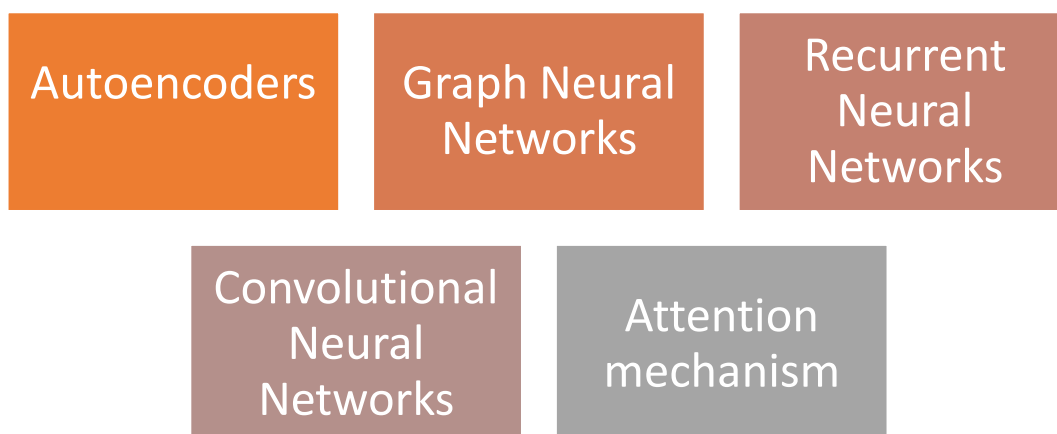 Autoencoders
Graph Neural
Networks
Recurrent
Neural
Networks
Convolutional
Neural
Networks
Attention
mechanism